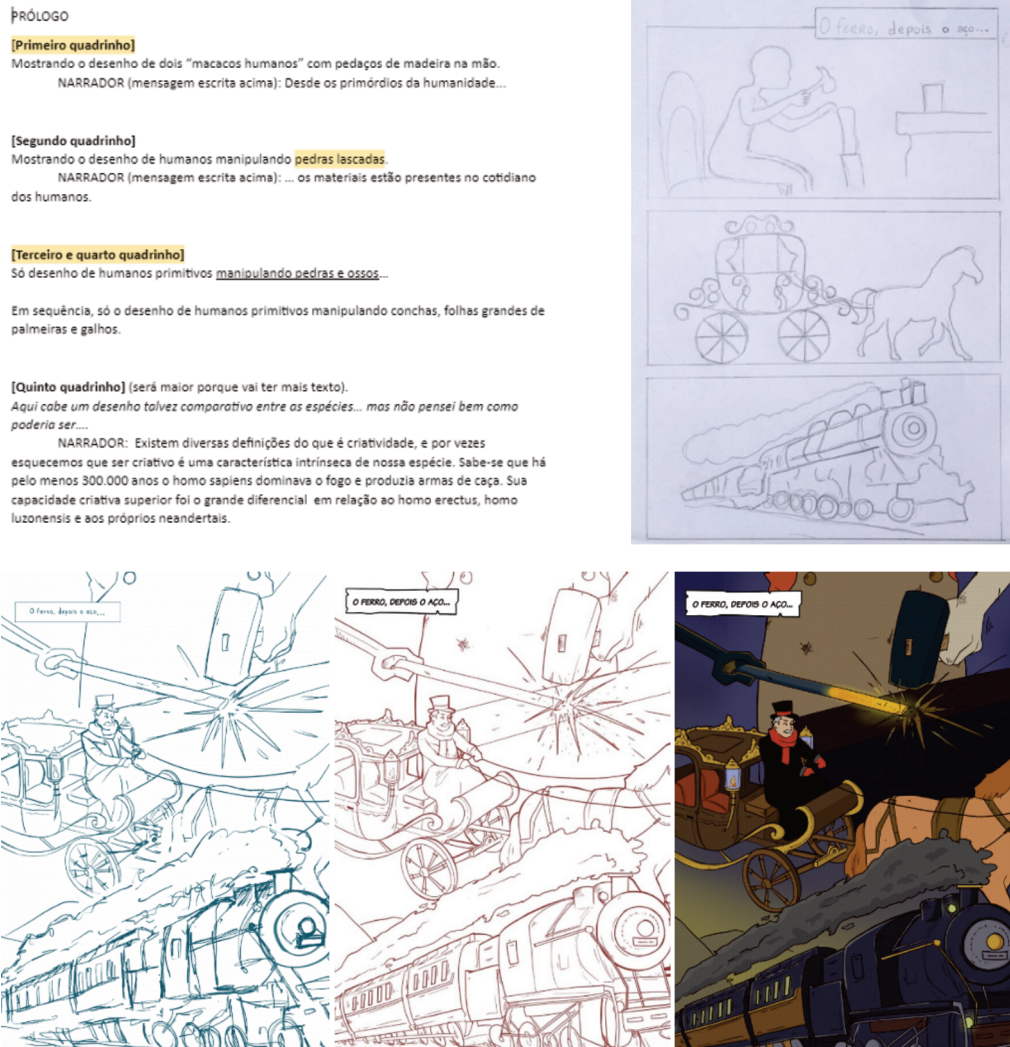 PRÓLOGO
[Primeiro quadrinho]
Mostrando o desenho de dois “macacos humanos” com pedaços de madeira na mão.
NARRADOR (mensagem escrita acima): Desde os primórdios da humanidade...
[Segundo quadrinho]
Mostrando o desenho de humanos manipulando pedras lascadas.
NARRADOR (mensagem escrita acima): ... os materiais estão presentes no cotidiano
dos humanos.
[Terceiro e quarto quadrinho]
Só desenho de humanos primitivos manipulando pedras e ossos...
Em sequência, só o desenho de humanos primitivos manipulando conchas, folhas grandes de
palmeiras e galhos.
[Quinto quadrinho] (será maior porque vai ter mais texto).
Aqui cabe um desenho talvez comparativo entre as espécies... mas não pensei bem como
poderia ser....
NARRADOR: Existem diversas definições do que é criatividade, e por vezes
esquecemos que ser criativo é uma característica intrínseca de nossa espécie. Sabe-se que há
pelo menos 300.000 anos o homo sapiens dominava o fogo e produzia armas de caça. Sua
capacidade criativa superior foi o grande diferencial em relação ao homo erectus, homo
luzonensis e aos próprios neandertais.
O ferro, depois o aço...
O ferro, depois o aço...
O FERRO, DEPOIS O AÇO...
O FERRO, DEPOIS O AÇO...